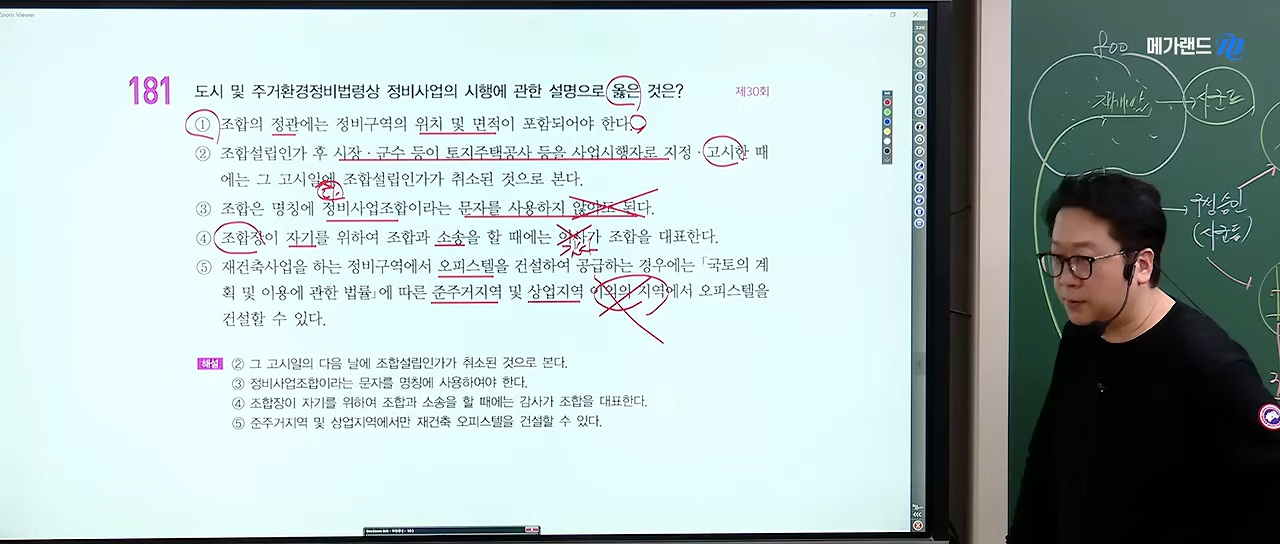 Zoom Viewer
메가랜드
181 도시 및 주거환경정비법령상 정비사업의 시행에 관한 설명으로 옳은 것은? 제30회
① 조합의 정관에는 정비구역의 위치 및 면적이 포함되어야 한다.
② 조합설립인가 후 시장·군수 등이 토지주택공사 등을 사업시행자로 지정·고시한 때
에는 그 고시일에 조합설립인가가 취소된 것으로 본다.
③ 조합은 명칭에 정비사업조합이라는 문자를 사용하지 않아도 된다.
④ 조합장이 자기를 위하여 조합과 소송을 할 때에는 이사가 조합을 대표한다.
감사
⑤ 재건축사업을 하는 정비구역에서 오피스텔을 건설하여 공급하는 경우에는 「국토의 계
획 및 이용에 관한 법률」에 따른 준주거지역 및 상업지역 이외의 지역에서 오피스텔을
건설할 수 있다.
해설 ② 그 고시일의 다음 날에 조합설립인가가 취소된 것으로 본다.
③ 정비사업조합이라는 문자를 명칭에 사용하여야 한다.
④ 조합장이 자기를 위하여 조합과 소송을 할 때에는 감사가 조합을 대표한다.
⑤ 준주거지역 및 상업지역에서만 재건축 오피스텔을 건설할 수 있다.